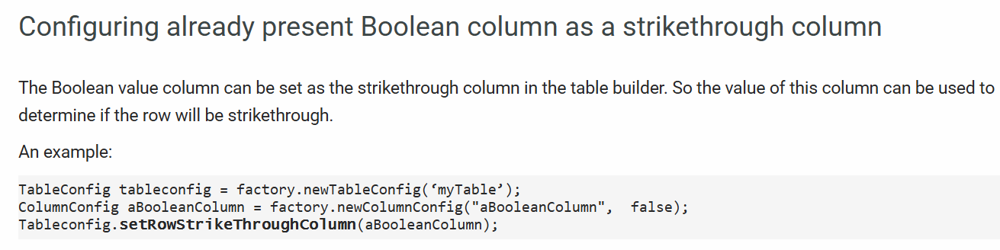 Configuring already present Boolean column as a strikethrough column
The Boolean value column can be set as the strikethrough column in the table builder. So the value of this column can be used to
determine if the row will be strikethrough.
An example:
TableConfig tableconfig = factory.newTableConfig(‘myTable’);
ColumnConfig aBooleanColumn = factory.newColumnConfig("aBooleanColumn",  false);
Tableconfig.setRowStrikeThroughColumn(aBooleanColumn);